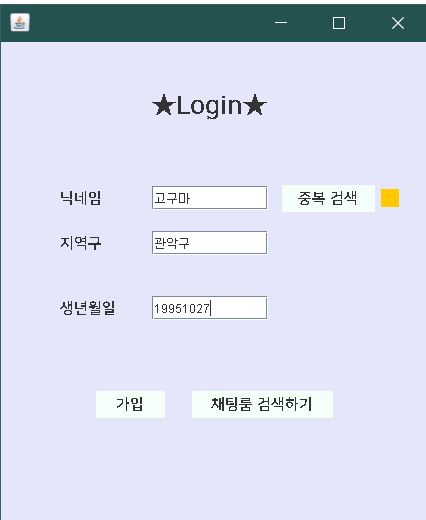 ★Login★
닉네임 고구마 중복 검색
지역구 관악구
생년월일 19951027
가입 채팅룸 검색하기